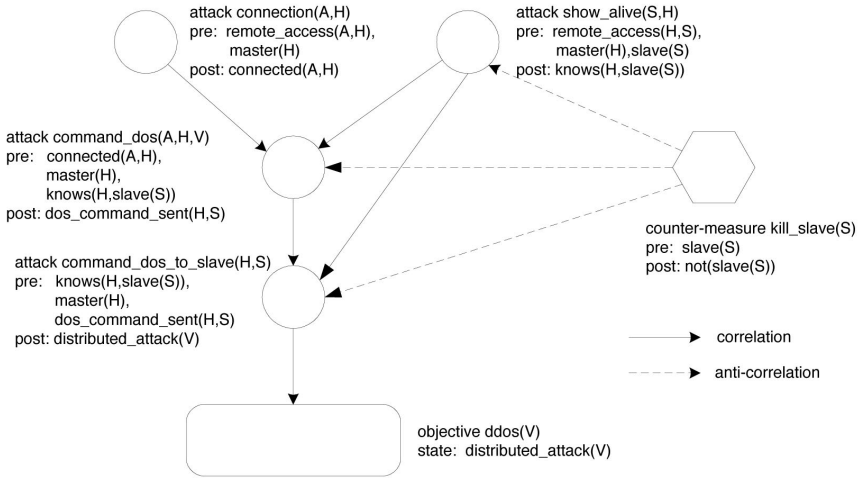 attack connection(A,H)
pre: remote_access(A,H),
master(H)
post: connected(A,H)
attack show_alive(S,H)
pre: remote_access(H,S),
master(H),slave(S)
post: knows(H,slave(S))
attack command_dos(A,H,V)
pre: connected(A,H),
master(H),
knows(H,slave(S))
post: dos_command_sent(H,S)
counter-measure kill_slave(S)
pre: slave(S)
post: not(slave(S))
attack command_dos_to_slave(H,S)
pre: knows(H,slave(S)),
master(H),
dos_command_sent(H,S)
post: distributed_attack(V)
correlation
anti-correlation
objective ddos(V)
state: distributed_attack(V)